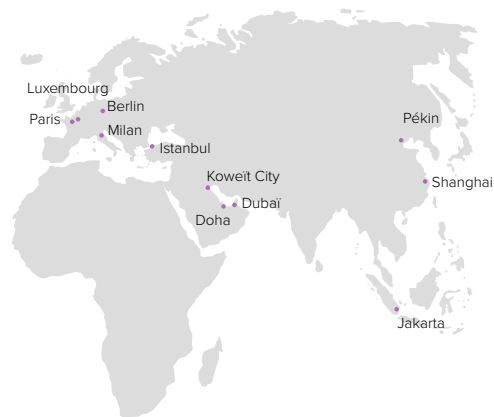 Luxembourg
Berlin
Paris
Milan
Pékin
Istanbul
Koweït City
Shanghai
Dubaï
Doha
Jakarta